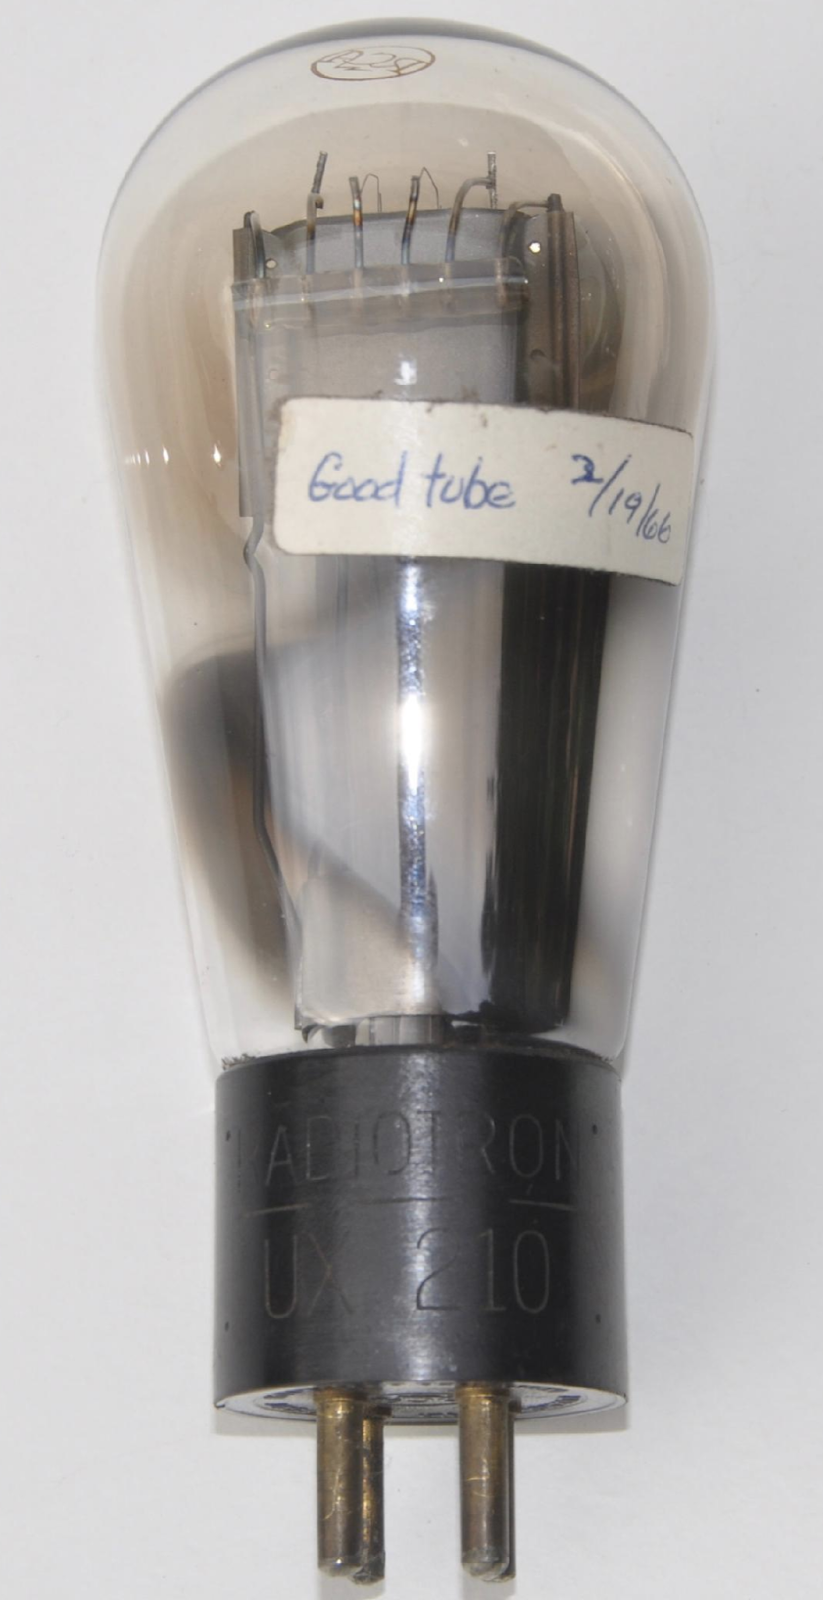 Good tube 2/19/66
RADIOTRON
UX 210